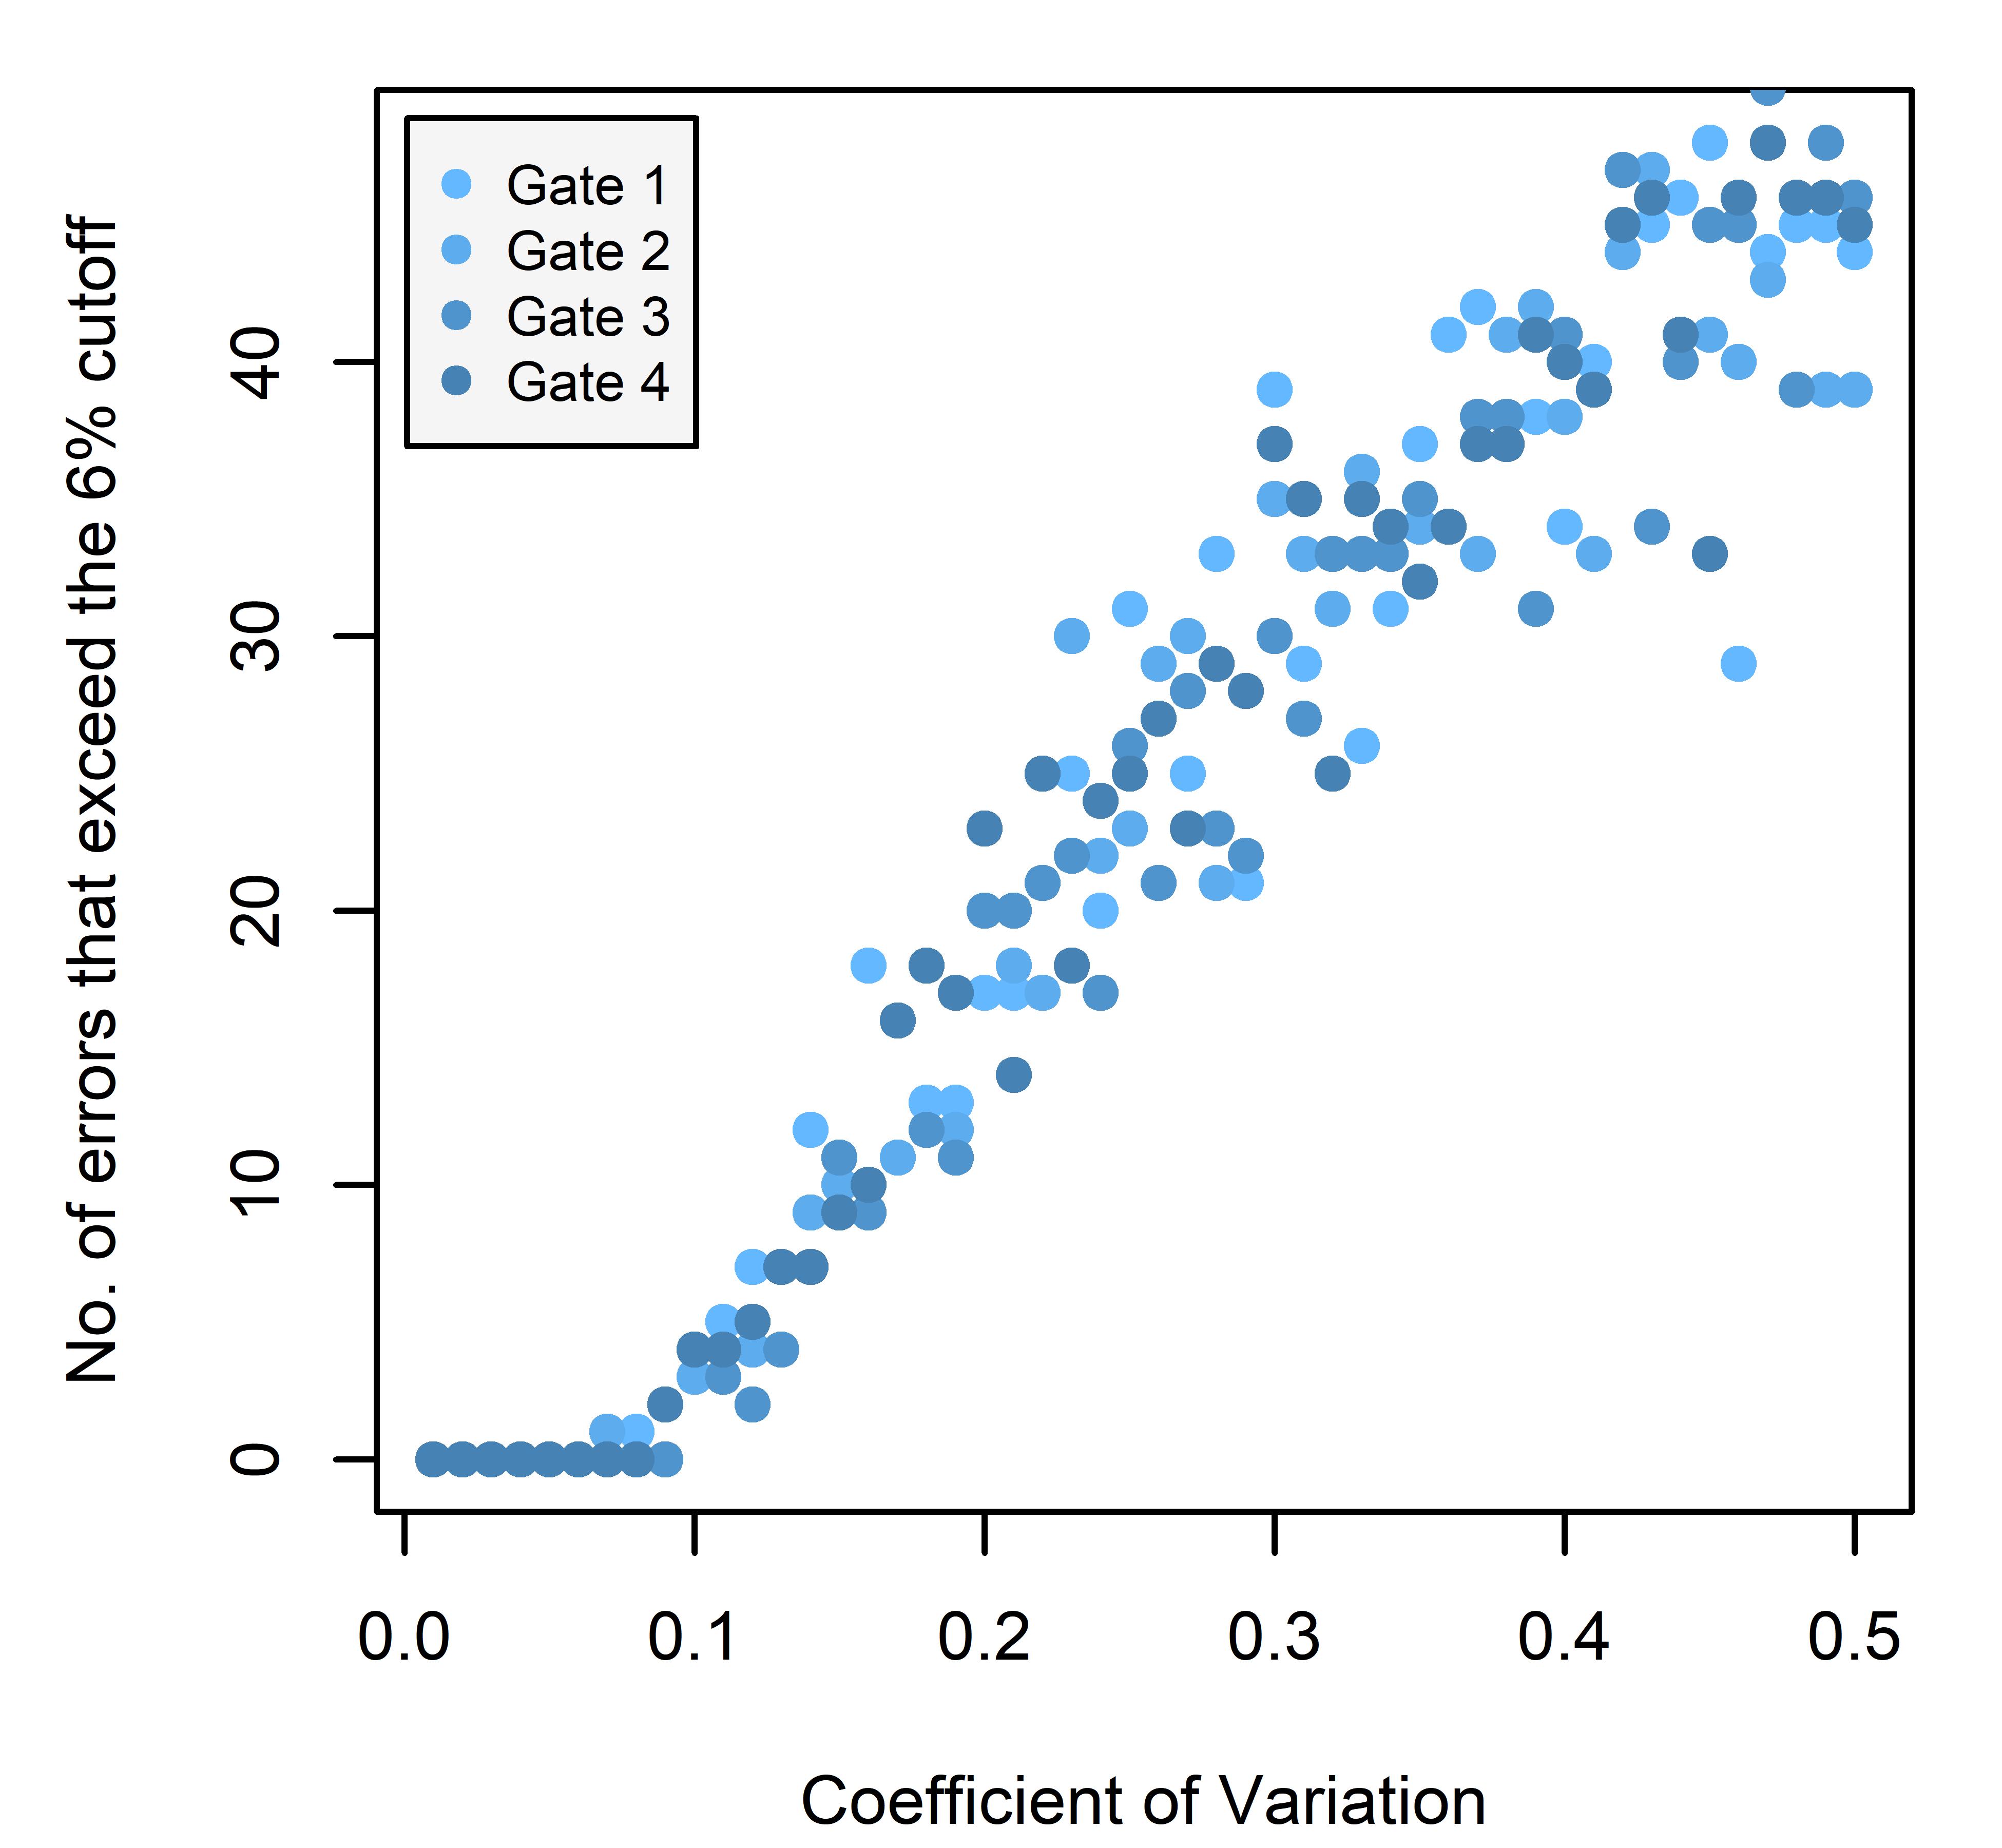 Gate 1
Gate 2
Gate 3
Gate 4
No. of errors that exceed the 6% cutoff
40
30
20
10
0
0.0 0.1 0.2 0.3 0.4 0.5
Coefficient of Variation